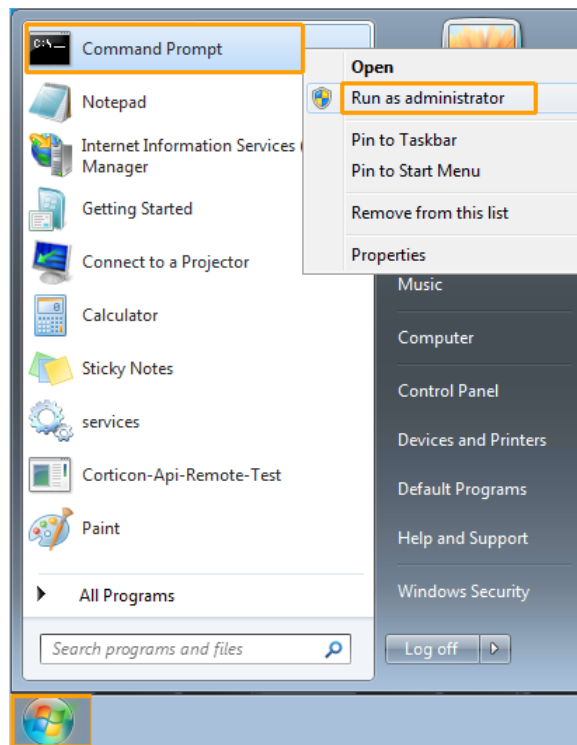 C:\
Command Prompt
Notepad
Internet Information Services (
Manager
Getting Started
Connect to a Projector
Calculator
Sticky Notes
services
Corticon-Api-Remote-Test
Paint
All Programs
Search programs and files
Open
Run as administrator
Pin to Taskbar
Pin to Start Menu
Remove from this list
Properties
Music
Computer
Control Panel
Devices and Printers
Default Programs
Help and Support
Windows Security
Log off